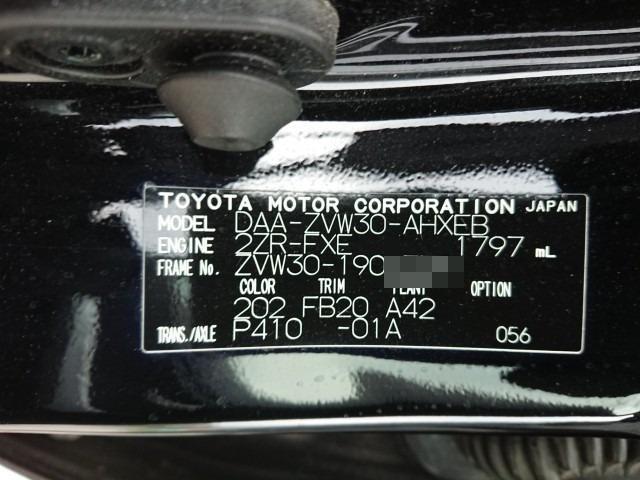 TOYOTA MOTOR CORPORATION JAPAN
MODEL DAA-ZVW30-AHXEB
ENGINE 2ZR-FXE 1797 mL
FRAME No. ZVW30-190
COLOR TRIM PLANT OPTION
202 FB20 A42
TRANS./AXLE P410 -01A 056